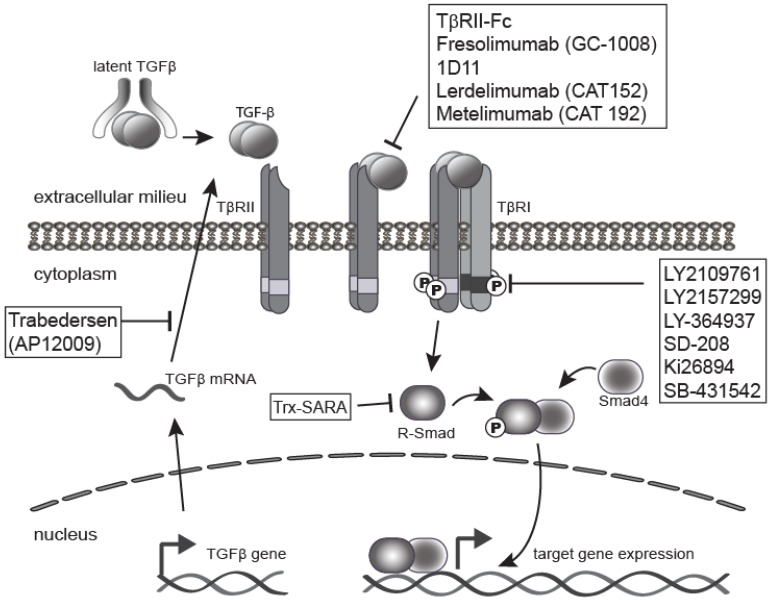 TβRII-Fc
Fresolimumab (GC-1008)
1D11
Lerdelimumab (CAT152)
Metelimumab (CAT 192)
latent TGFβ
TGF-β
extracellular milieu
TβRII
TβRI
cytoplasm
P
P
P
LY2109761
LY2157299
LY-364937
SD-208
Ki26894
SB-431542
Trabedersen
(AP12009)
TGFβ mRNA
Trx-SARA
R-Smad
P
Smad4
nucleus
TGFβ gene
target gene expression